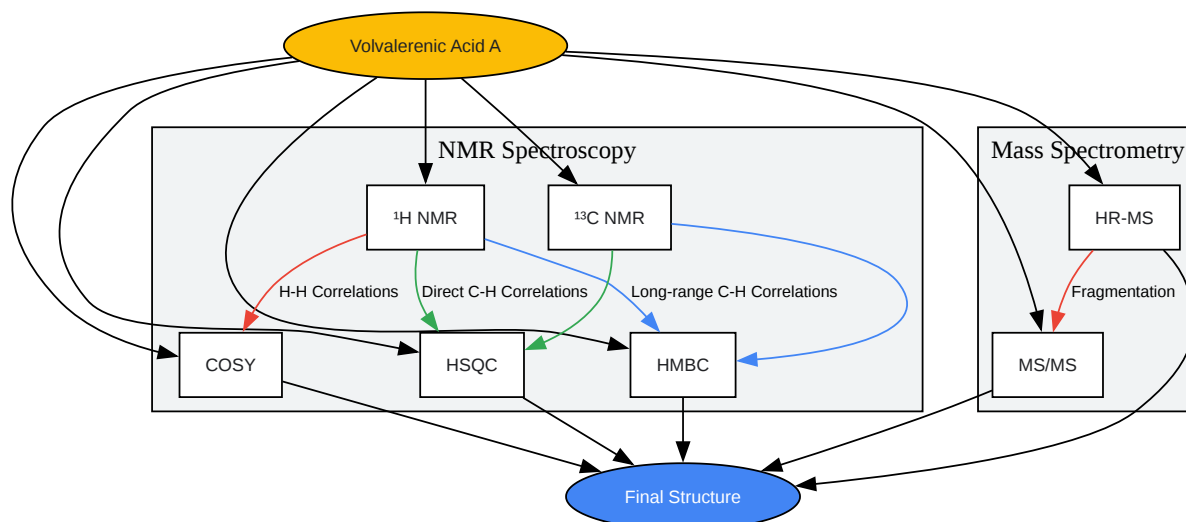 Volvalerenic Acid A
NMR Spectroscopy
Mass Spectrometry
¹H NMR
¹³C NMR
HR-MS
H-H Correlations
Direct C-H Correlations
Long-range C-H Correlations
Fragmentation
COSY
HSQC
HMBC
MS/MS
Final Structure